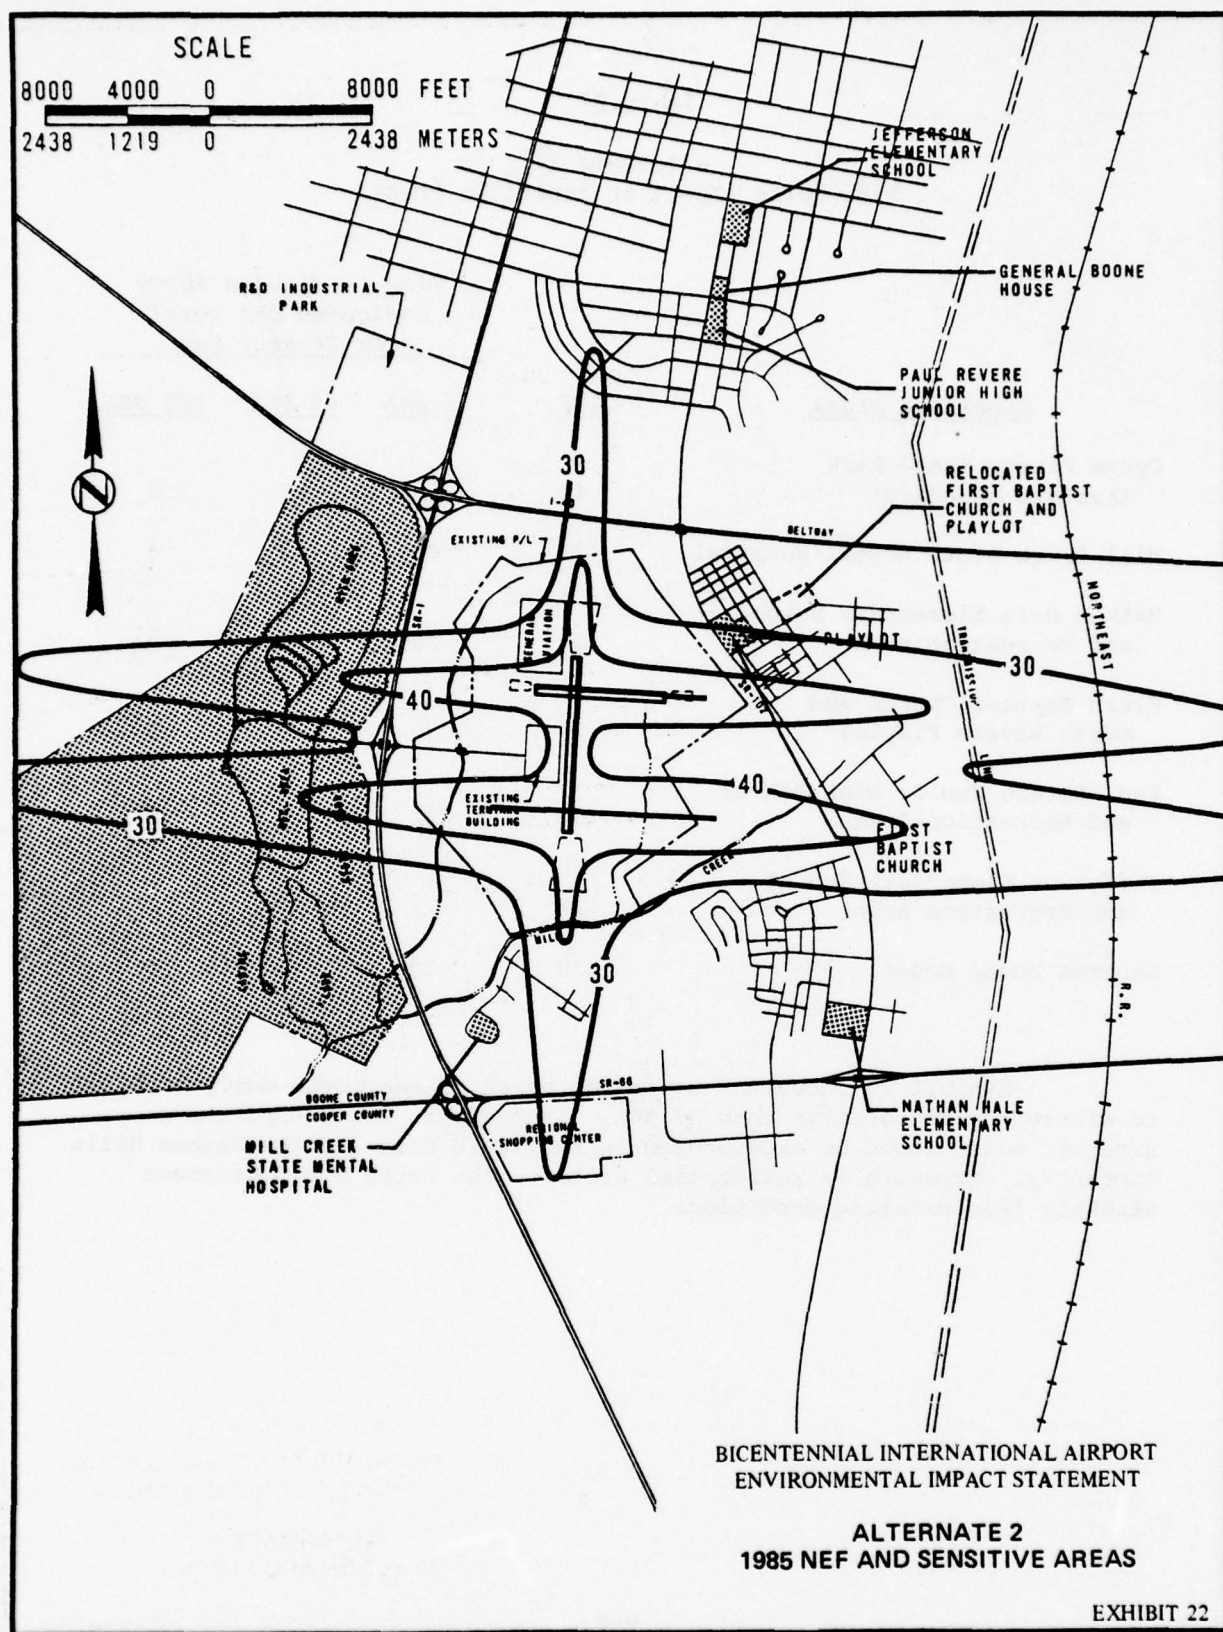 SCALE
8000 4000 0 8000 FEET
2438 1219 0 2438 METERS
JEFFERSON
ELEMENTARY
SCHOOL
R&D INDUSTRIAL
PARK
GENERAL BOONE
HOUSE
PAUL REVERE
JUNIOR HIGH
SCHOOL
N
30
RELOCATED
FIRST BAPTIST
CHURCH AND
PLAYLOT
EXISTING P/L
BELTWAY
NORTHEAST
SR-1
GENERAL
PLAYLOT
TRANSMISSION
30
40
SR-102
LINE
40
EXISTING
TERMINAL
BUILDING
30
FIRST
BAPTIST
CHURCH
CREEK
MILL
30
R.R.
SR-66
BOONE COUNTY
COOPER COUNTY
REGIONAL
SHOPPING CENTER
NATHAN HALE
ELEMENTARY
SCHOOL
MILL CREEK
STATE MENTAL
HOSPITAL
BICENTENNIAL INTERNATIONAL AIRPORT
ENVIRONMENTAL IMPACT STATEMENT
ALTERNATE 2
1985 NEF AND SENSITIVE AREAS
EXHIBIT 22